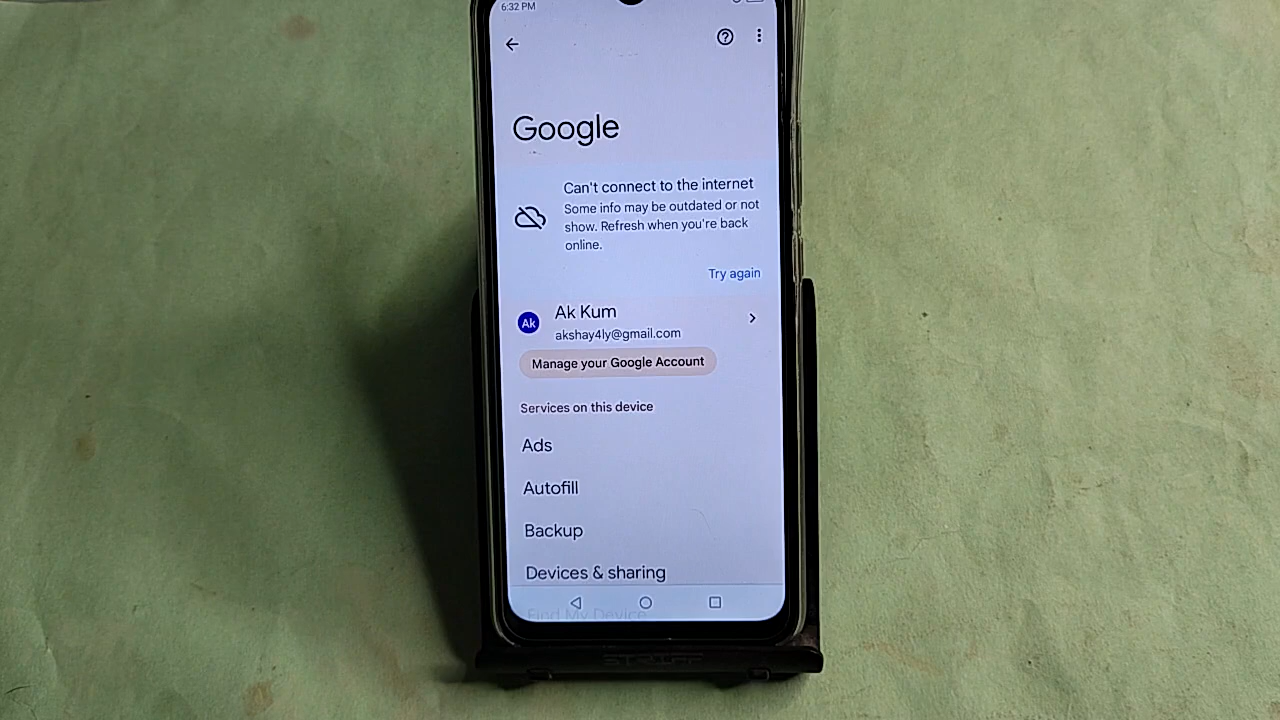 6:32 PM
Google
Can't connect to the internet
Some info may be outdated or not
show. Refresh when you're back
online.
Try again
Ak
Ak Kum
akshay4ly@gmail.com
Manage your Google Account
Services on this device
Ads
Autofill
Backup
Devices & sharing
Find My Device